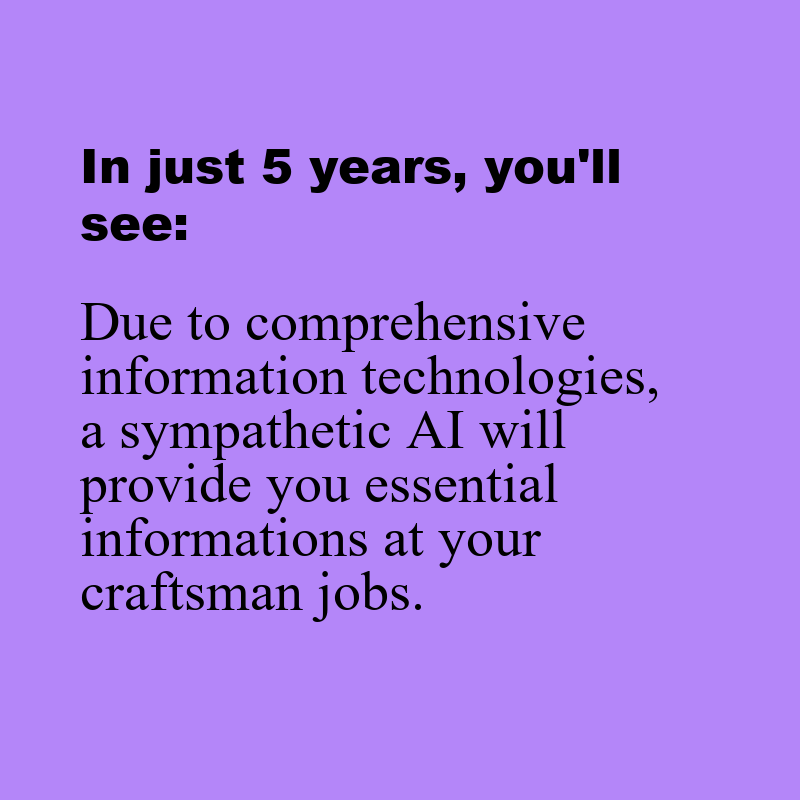 In just 5 years, you'll
see:
Due to comprehensive
information technologies,
a sympathetic AI will
provide you essential
informations at your
craftsman jobs.